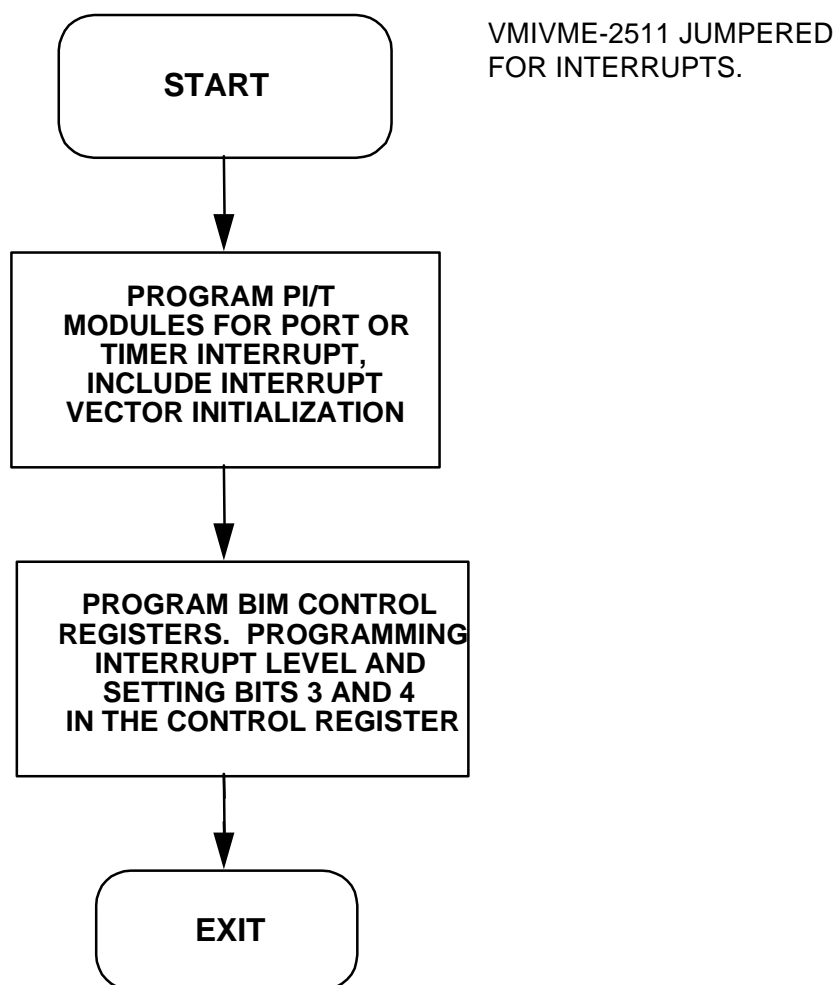 VMIVME-2511 JUMPERED
FOR INTERRUPTS.
START
PROGRAM PI/T
MODULES FOR PORT OR
TIMER INTERRUPT,
INCLUDE INTERRUPT
VECTOR INITIALIZATION
PROGRAM BIM CONTROL
REGISTERS. PROGRAMMING
INTERRUPT LEVEL AND
SETTING BITS 3 AND 4
IN THE CONTROL REGISTER
EXIT